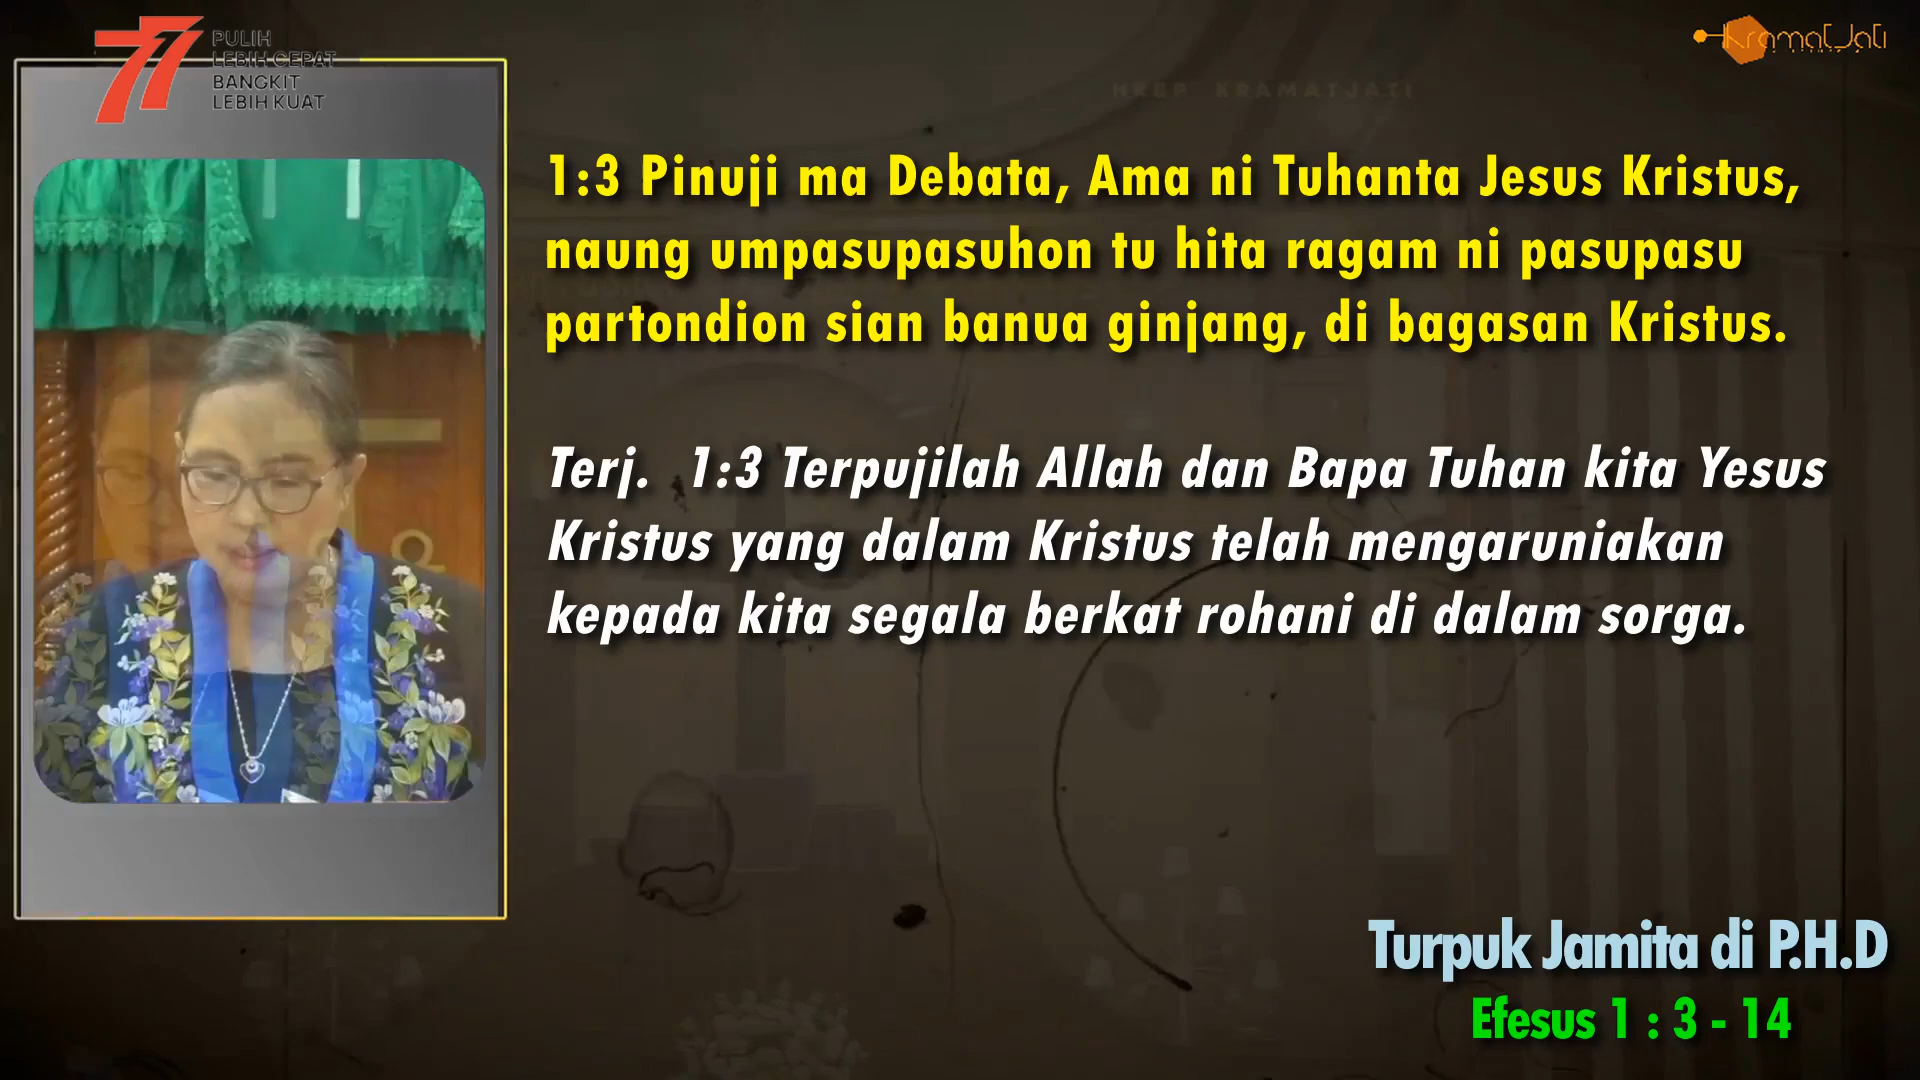 PULIH
LEBIH CEPAT
BANGKIT
LEBIH KUAT
KramatJati
HKBP KRAMATJATI
1:3 Pinuji ma Debata, Ama ni Tuhanta Jesus Kristus,
naung umpasupasuhon tu hita ragam ni pasupasu
partondion sian banua ginjang, di bagasan Kristus.
Terj. 1:3 Terpujilah Allah dan Bapa Tuhan kita Yesus
Kristus yang dalam Kristus telah mengaruniakan
kepada kita segala berkat rohani di dalam sorga.
Turpuk Jamita di P.H.D
Efesus 1 : 3 - 14